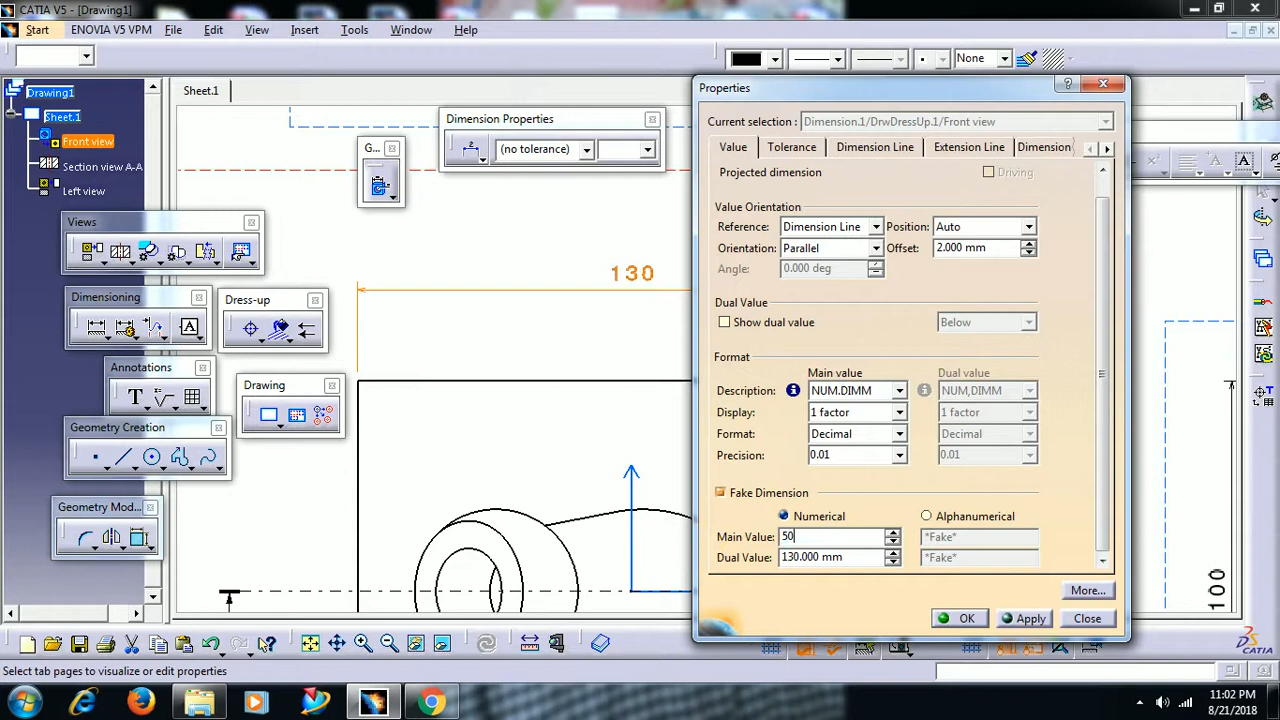 CATIA V5 - [Drawing1]
Start ENOVIA V5 VPM File Edit View Insert Tools Window Help
None
Drawing1
Sheet.1
Front view
Section view A-A
Left view
Sheet.1
G...
Dimension Properties
(no tolerance)
Views
Dimensioning
Dress-up
Annotations
Drawing
Geometry Creation
Geometry Mod...
130
100
Properties
Current selection : Dimension.1/DrwDressUp.1/Front view
Value Tolerance Dimension Line Extension Line Dimension
Projected dimension Driving
Value Orientation
Reference: Dimension Line Position: Auto
Orientation: Parallel Offset: 2.000 mm
Angle: 0.000 deg
Dual Value
Show dual value Below
Format
Main value Dual value
Description: NUM.DIMM NUM,DIMM
Display: 1 factor 1 factor
Format: Decimal Decimal
Precision: 0.01 0.01
Fake Dimension
Numerical Alphanumerical
Main Value: 50 *Fake*
Dual Value: 130.000 mm *Fake*
More...
OK Apply Close
CATIA
Select tab pages to visualize or edit properties
11:02 PM
8/21/2018